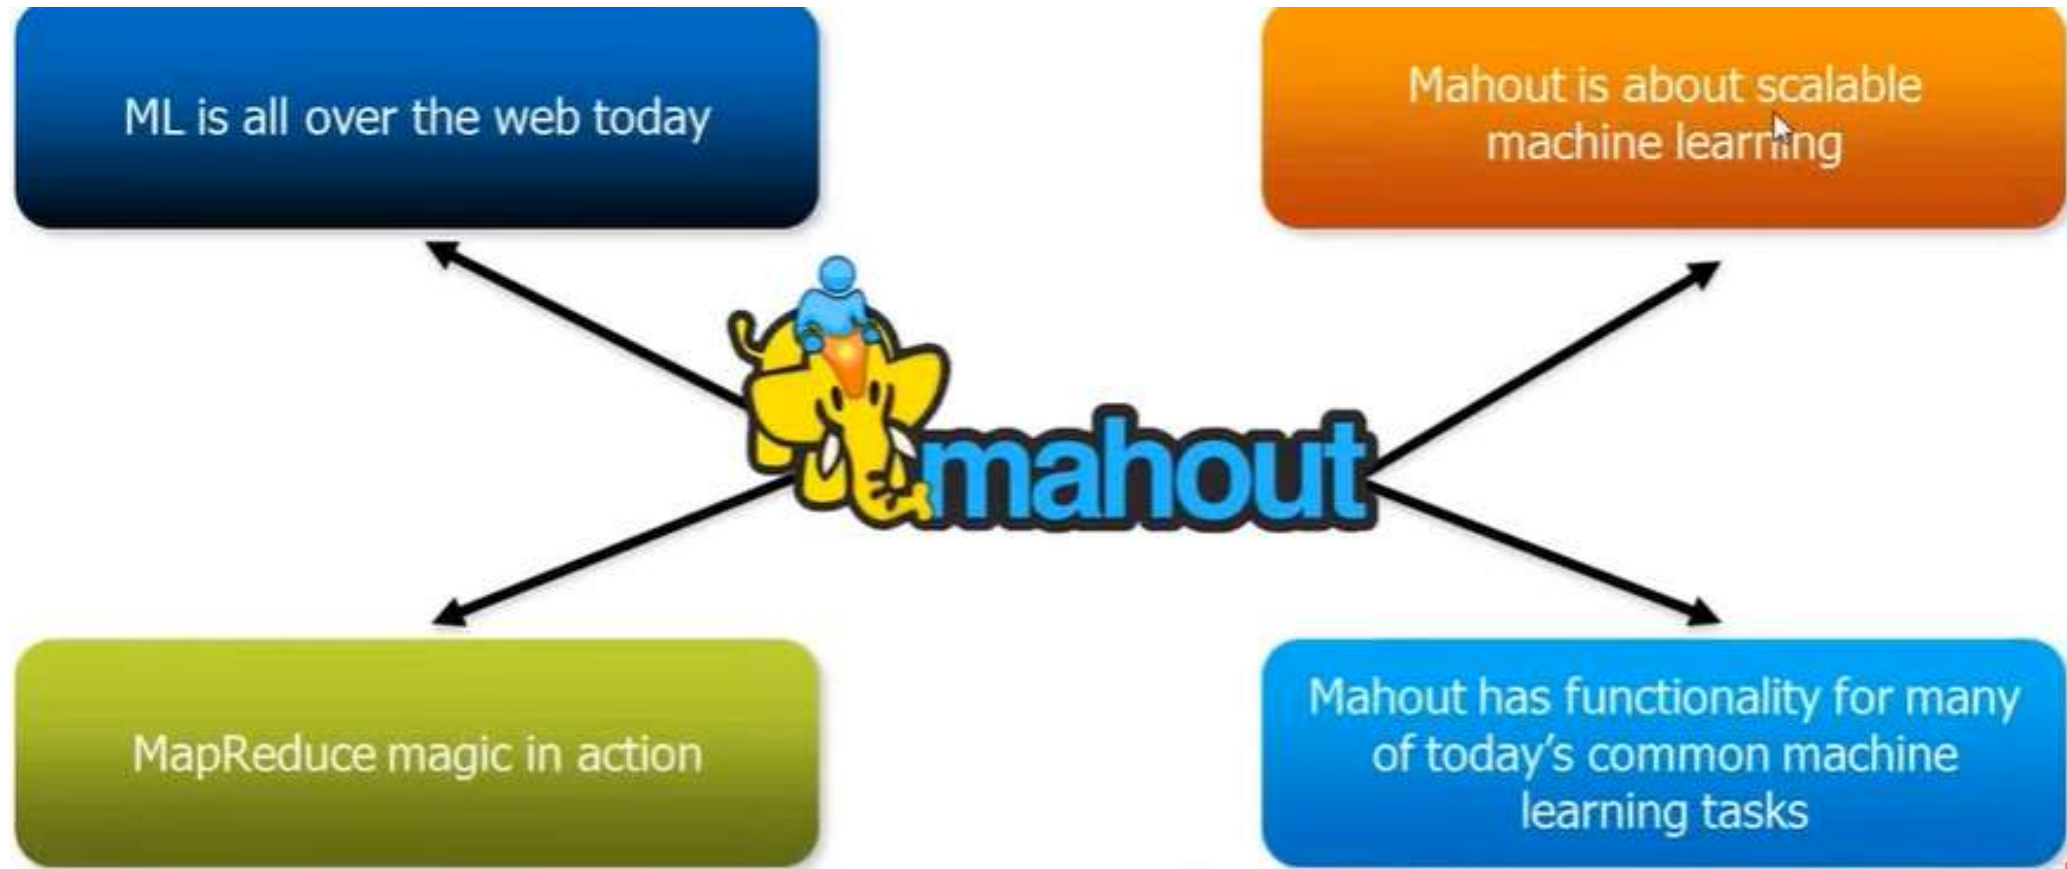 ML is all over the web today
Mahout is about scalable
machine learning
mahout
MapReduce magic in action
Mahout has functionality for many
of today's common machine
learning tasks